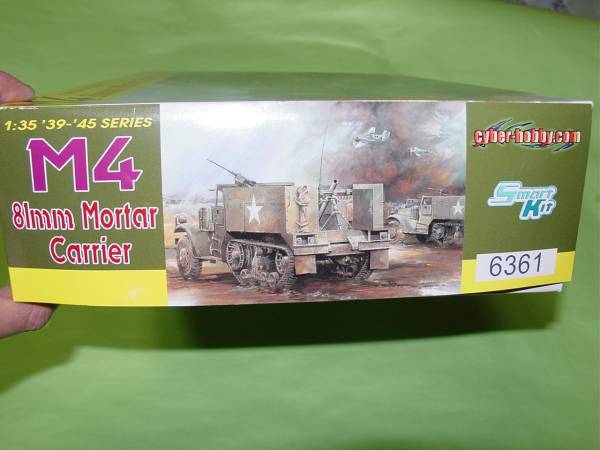 1:35 '39-'45 SERIES
M4
81mm Mortar
Carrier
cyber-hobby.com
Smart
Kit
6361